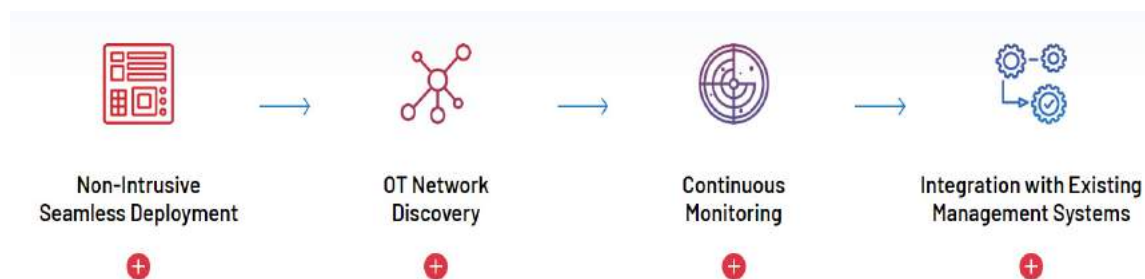 Non-Intrusive
Seamless Deployment
OT Network
Discovery
Continuous
Monitoring
Integration with Existing
Management Systems